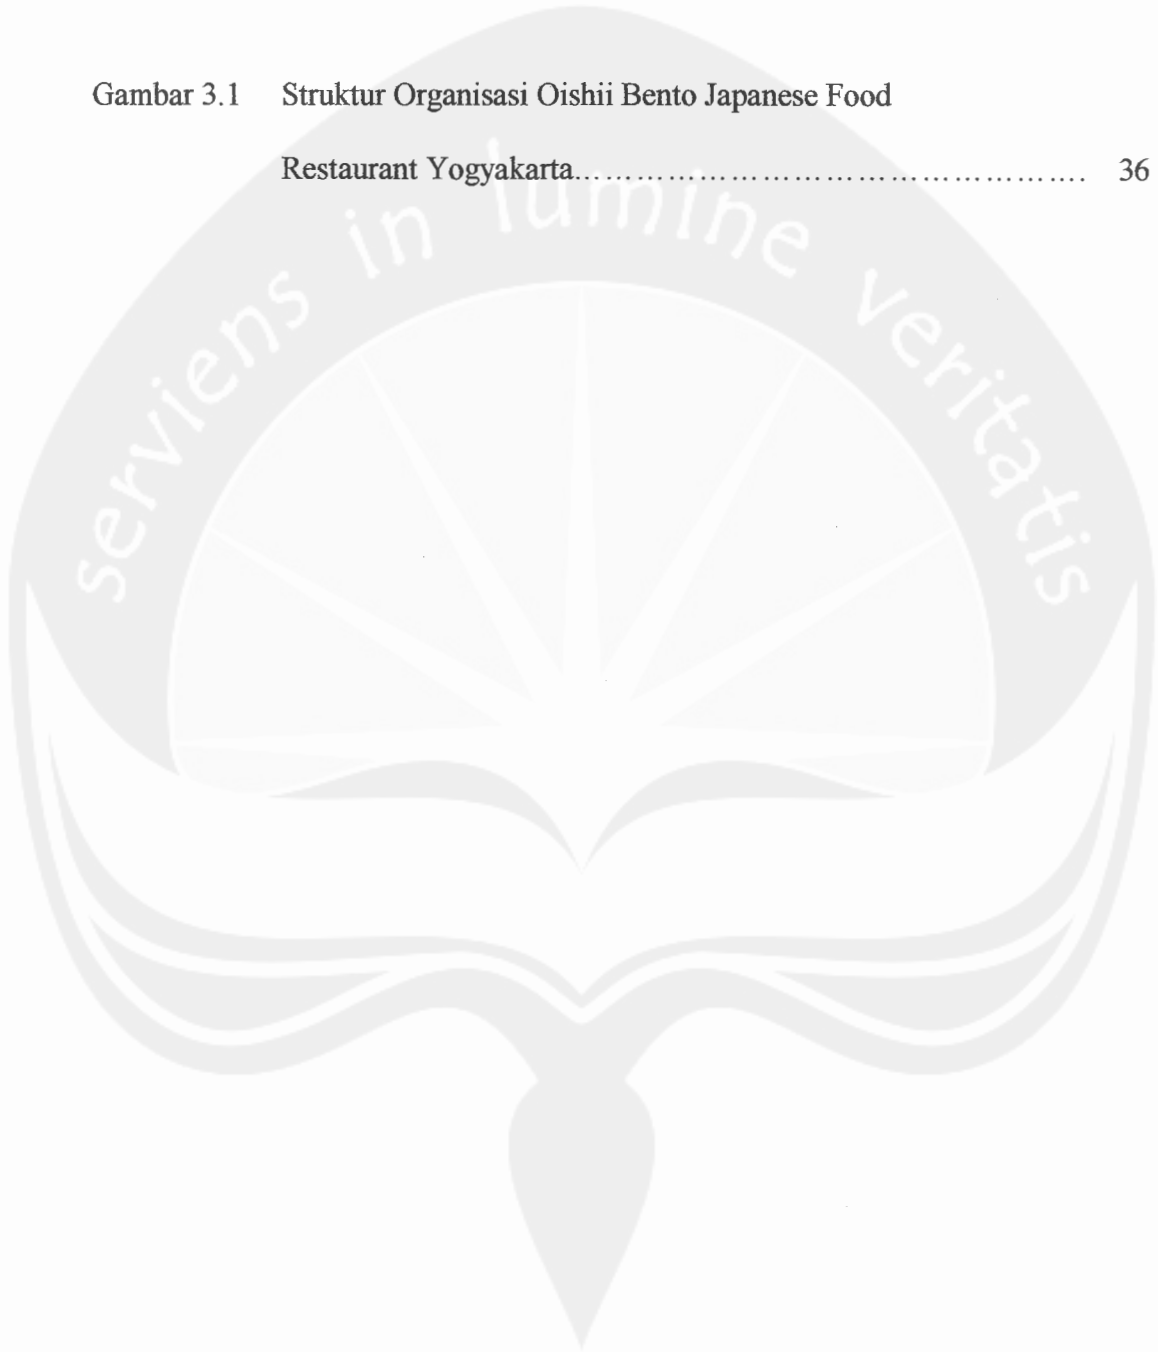 Gambar 3.1 Struktur Organisasi Oishii Bento Japanese Food
Restaurant Yogyakarta……………………………………………. 36
serviens in lumine veritatis